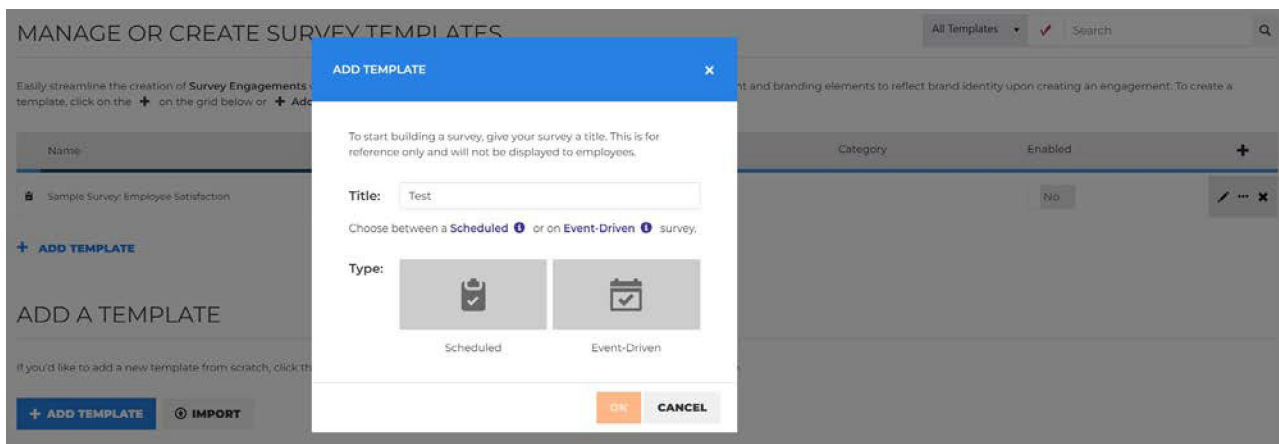 MANAGE OR CREATE SURVEY TEMPLATES
All Templates
Search
Easily streamline the creation of Survey Engagements
nt and branding elements to reflect brand identity upon creating an engagement. To create a
template, click on the + on the grid below or + Add
Name
Category
Enabled
+
Sample Survey: Employee Satisfaction
No
+ ADD TEMPLATE
ADD A TEMPLATE
If you'd like to add a new template from scratch, click th
+ ADD TEMPLATE
IMPORT
ADD TEMPLATE
x
To start building a survey, give your survey a title. This is for
reference only and will not be displayed to employees.
Title:
Test
Choose between a Scheduled or on Event-Driven survey.
Type:
Scheduled
Event-Driven
OK
CANCEL